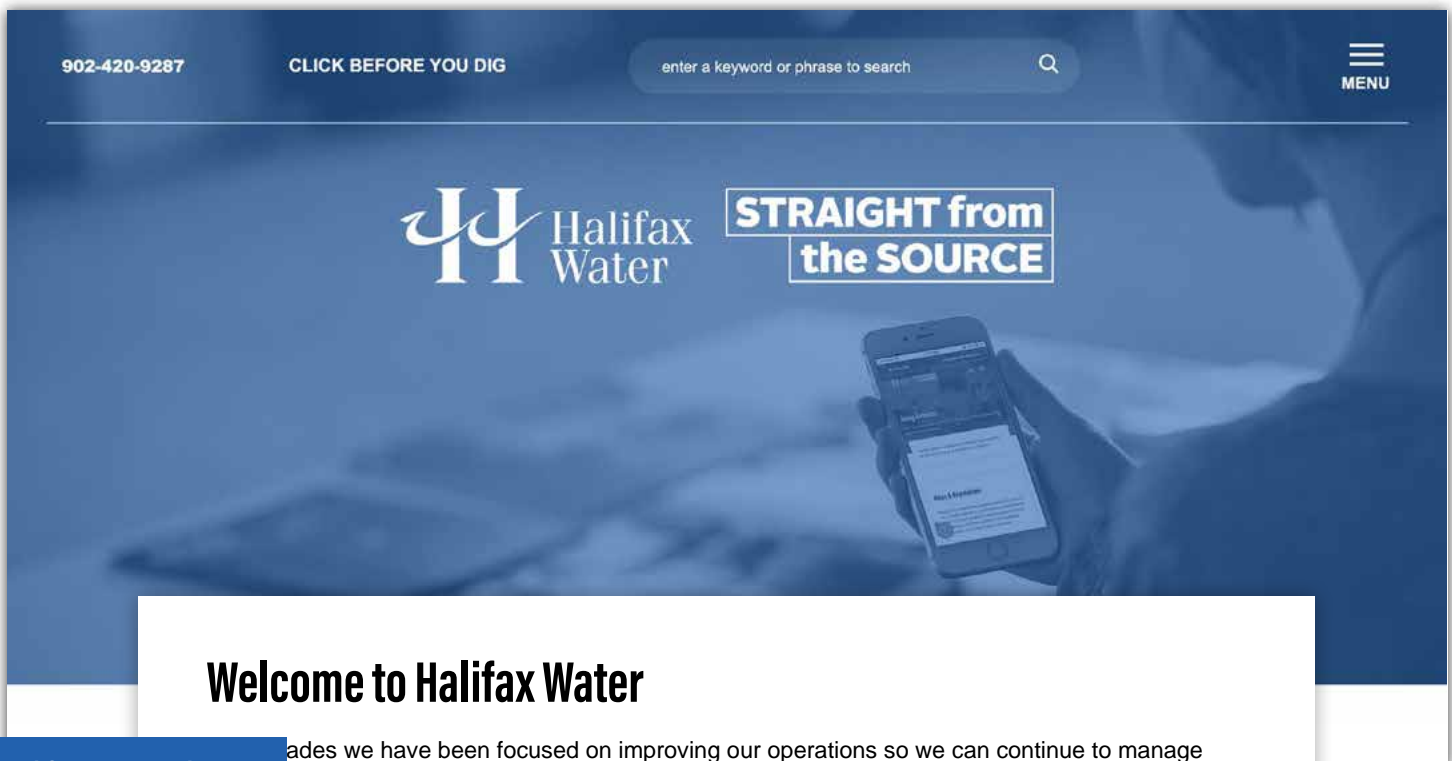 902-420-9287 CLICK BEFORE YOU DIG enter a keyword or phrase to search
MENU
Halifax
Water
STRAIGHT from
the SOURCE
Welcome to Halifax Water
ades we have been focused on improving our operations so we can continue to manage